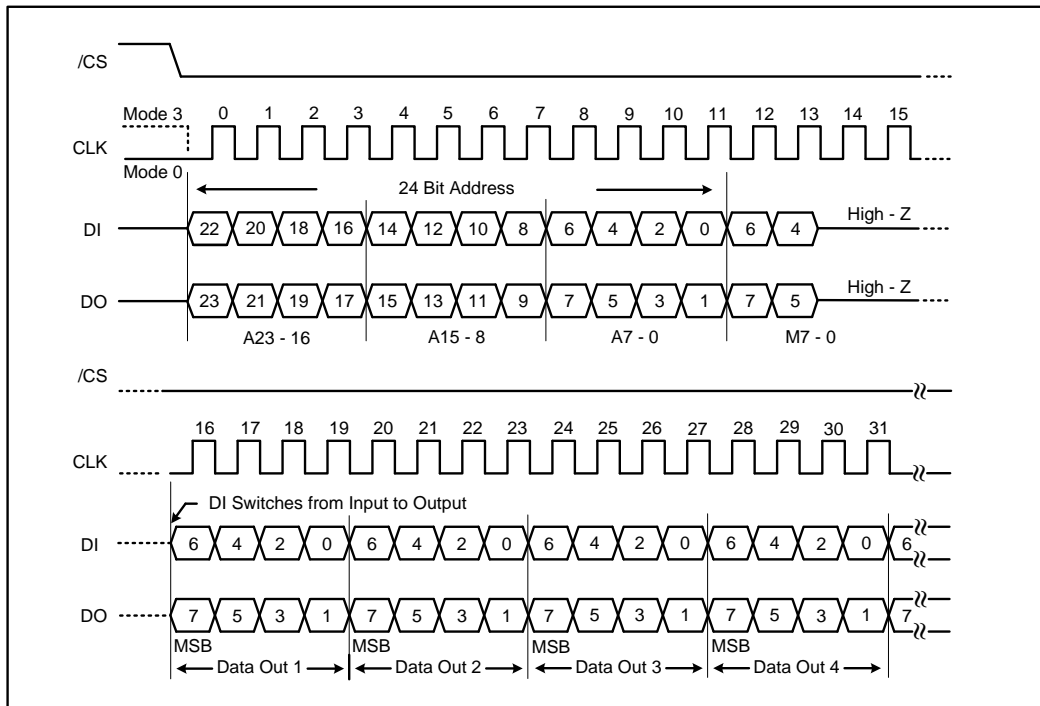 /CS
Mode 3 0 1 2 3 4 5 6 7 8 9 10 11 12 13 14 15
CLK
Mode 0
24 Bit Address
DI 22 20 18 16 14 12 10 8 6 4 2 0 6 4 High - Z
DO 23 21 19 17 15 13 11 9 7 5 3 1 7 5 High - Z
A23 - 16 A15 - 8 A7 - 0 M7 - 0
/CS
16 17 18 19 20 21 22 23 24 25 26 27 28 29 30 31
CLK
DI Switches from Input to Output
DI 6 4 2 0 6 4 2 0 6 4 2 0 6 4 2 0 6
DO 7 5 3 1 7 5 3 1 7 5 3 1 7 5 3 1 7
MSB MSB MSB MSB
Data Out 1 Data Out 2 Data Out 3 Data Out 4